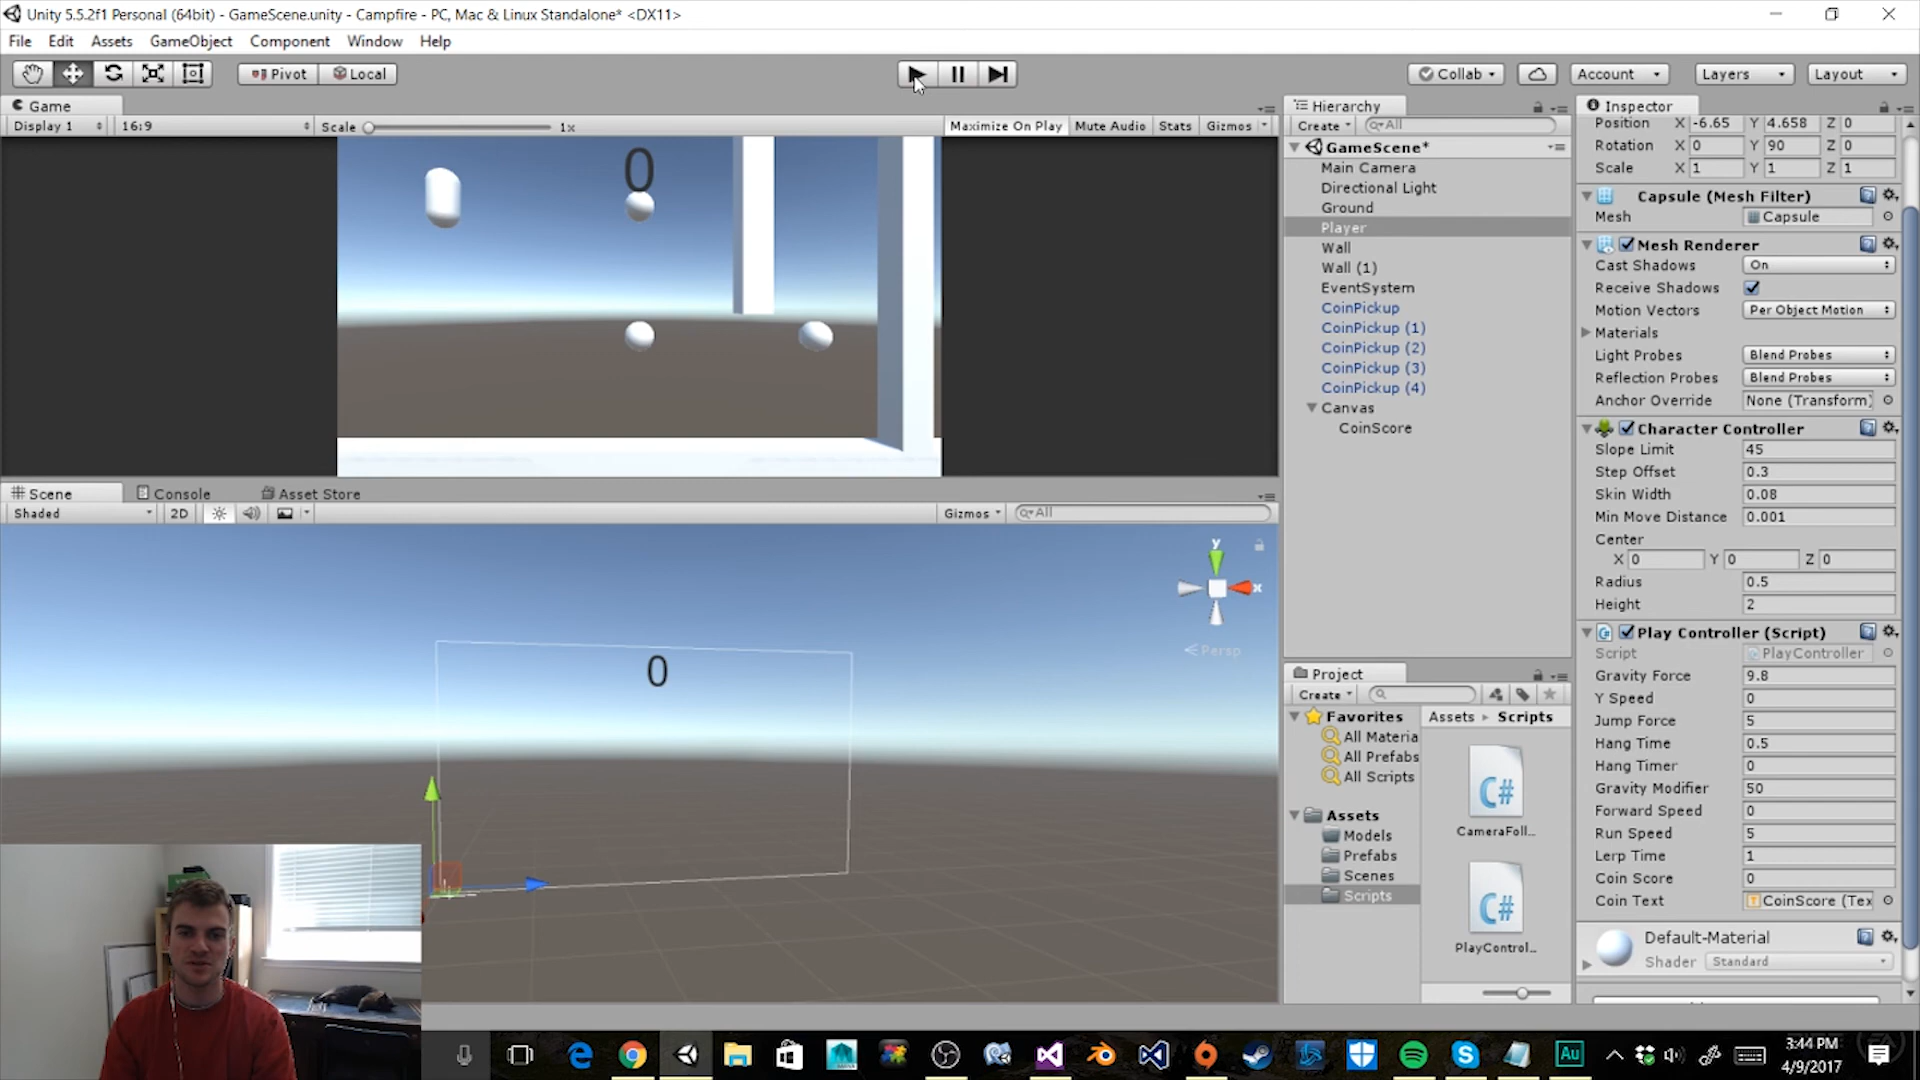 Unity 5.5.2f1 Personal (64bit) - GameScene.unity - Campfire - PC, Mac & Linux Standalone* <DX11>
File Edit Assets GameObject Component Window Help
Pivot Local
Collab Account Layers Layout
Game
Display 1 16:9 Scale 1x Maximize On Play Mute Audio Stats Gizmos
0
Scene Console Asset Store
Shaded 2D Gizmos All
y
x
Persp
0
Hierarchy
Create All
GameScene*
Main Camera
Directional Light
Ground
Player
Wall
Wall (1)
EventSystem
CoinPickup
CoinPickup (1)
CoinPickup (2)
CoinPickup (3)
CoinPickup (4)
Canvas
CoinScore
Project
Create
Favorites
All Materia
All Prefabs
All Scripts
Assets
Models
Prefabs
Scenes
Scripts
Assets Scripts
C#
CameraFoll...
C#
PlayControl...
Inspector
Position X -6.65 Y 4.658 Z 0
Rotation X 0 Y 90 Z 0
Scale X 1 Y 1 Z 1
Capsule (Mesh Filter)
Mesh Capsule
Mesh Renderer
Cast Shadows On
Receive Shadows
Motion Vectors Per Object Motion
Materials
Light Probes Blend Probes
Reflection Probes Blend Probes
Anchor Override None (Transform)
Character Controller
Slope Limit 45
Step Offset 0.3
Skin Width 0.08
Min Move Distance 0.001
Center
X 0 Y 0 Z 0
Radius 0.5
Height 2
Play Controller (Script)
Script PlayController
Gravity Force 9.8
Y Speed 0
Jump Force 5
Hang Time 0.5
Hang Timer 0
Gravity Modifier 50
Forward Speed 0
Run Speed 5
Lerp Time 1
Coin Score 0
Coin Text CoinScore (Tex
Default-Material
Shader Standard
Au
3:44 PM
4/9/2017